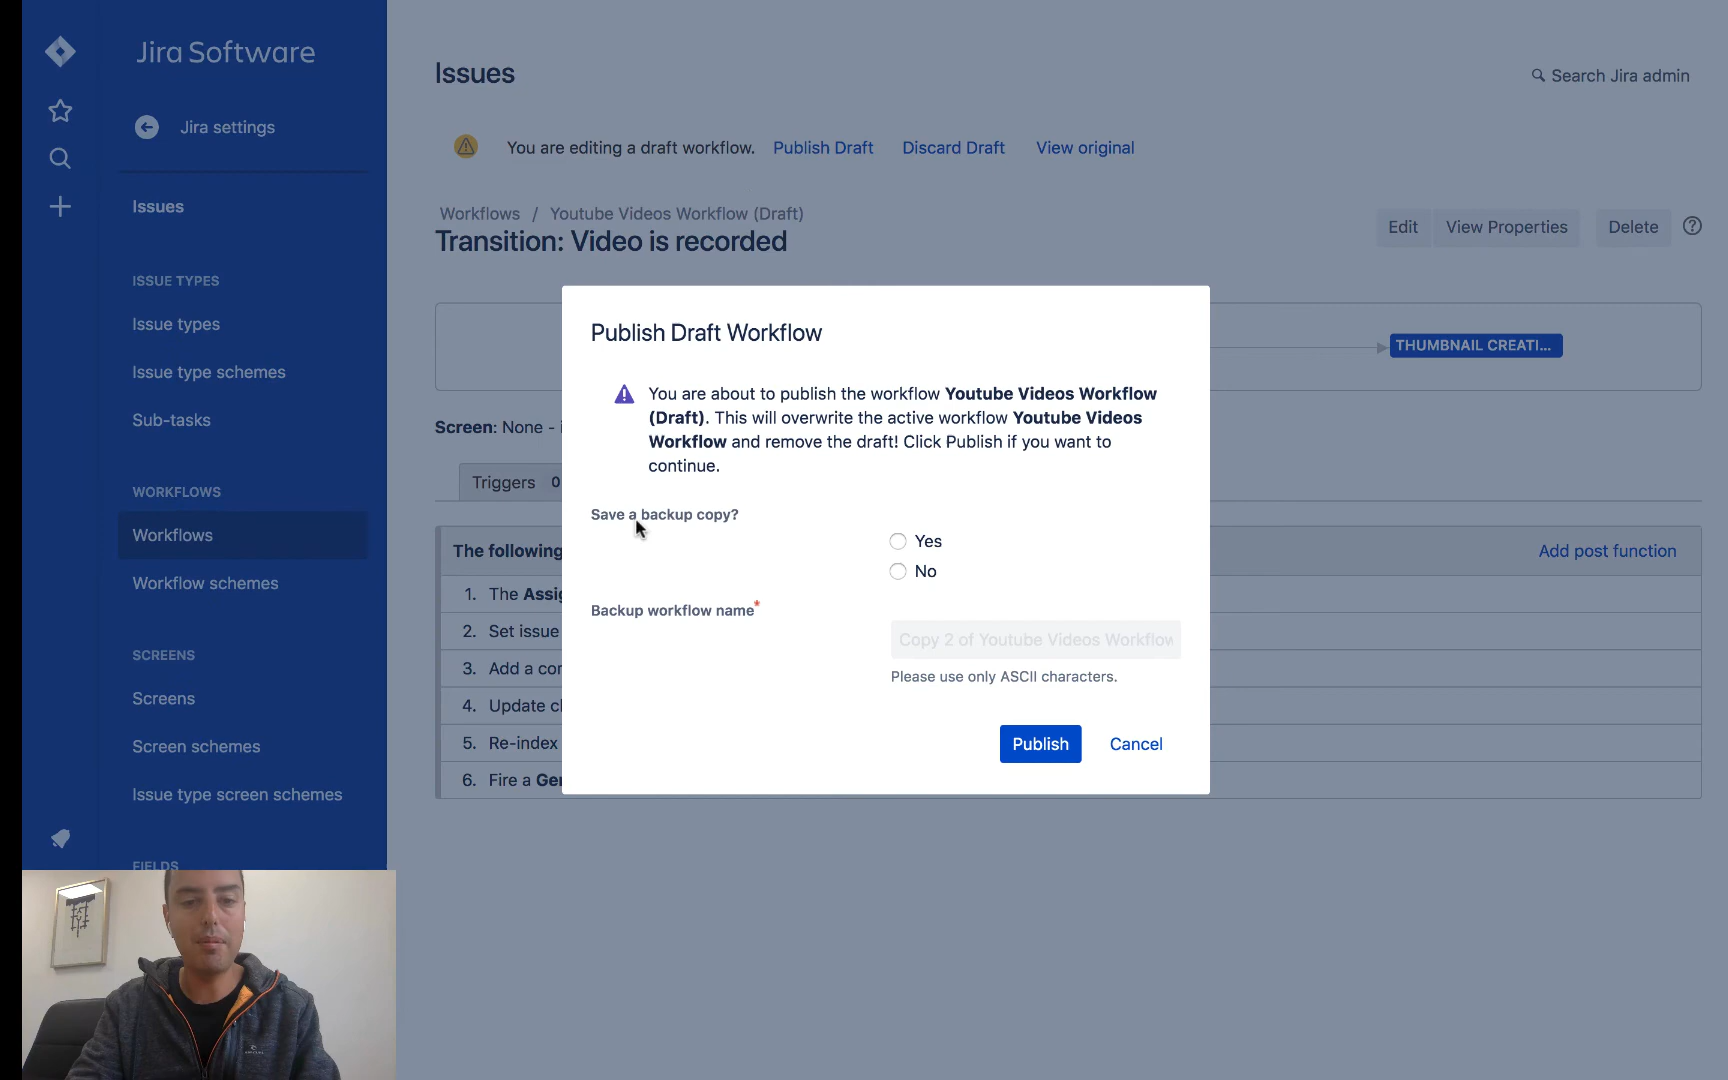 Jira Software
Jira settings
Issues
ISSUE TYPES
Issue types
Issue type schemes
Sub-tasks
WORKFLOWS
Workflows
Workflow schemes
SCREENS
Screens
Screen schemes
Issue type screen schemes
FIELDS
Issues
Search Jira admin
You are editing a draft workflow. Publish Draft Discard Draft View original
Workflows / Youtube Videos Workflow (Draft)
Transition: Video is recorded
Edit View Properties Delete
THUMBNAIL CREATI...
Screen: None -
Triggers 0
The following
Add post function
1. The
2. Set issue
3. Add a
4. Update
5. Re-index
6. Fire a
Publish Draft Workflow
You are about to publish the workflow Youtube Videos Workflow
(Draft). This will overwrite the active workflow Youtube Videos
Workflow and remove the draft! Click Publish if you want to
continue.
Save a backup copy?
Yes
No
Backup workflow name*
Copy 2 of Youtube Videos Workflow
Please use only ASCII characters.
Publish Cancel